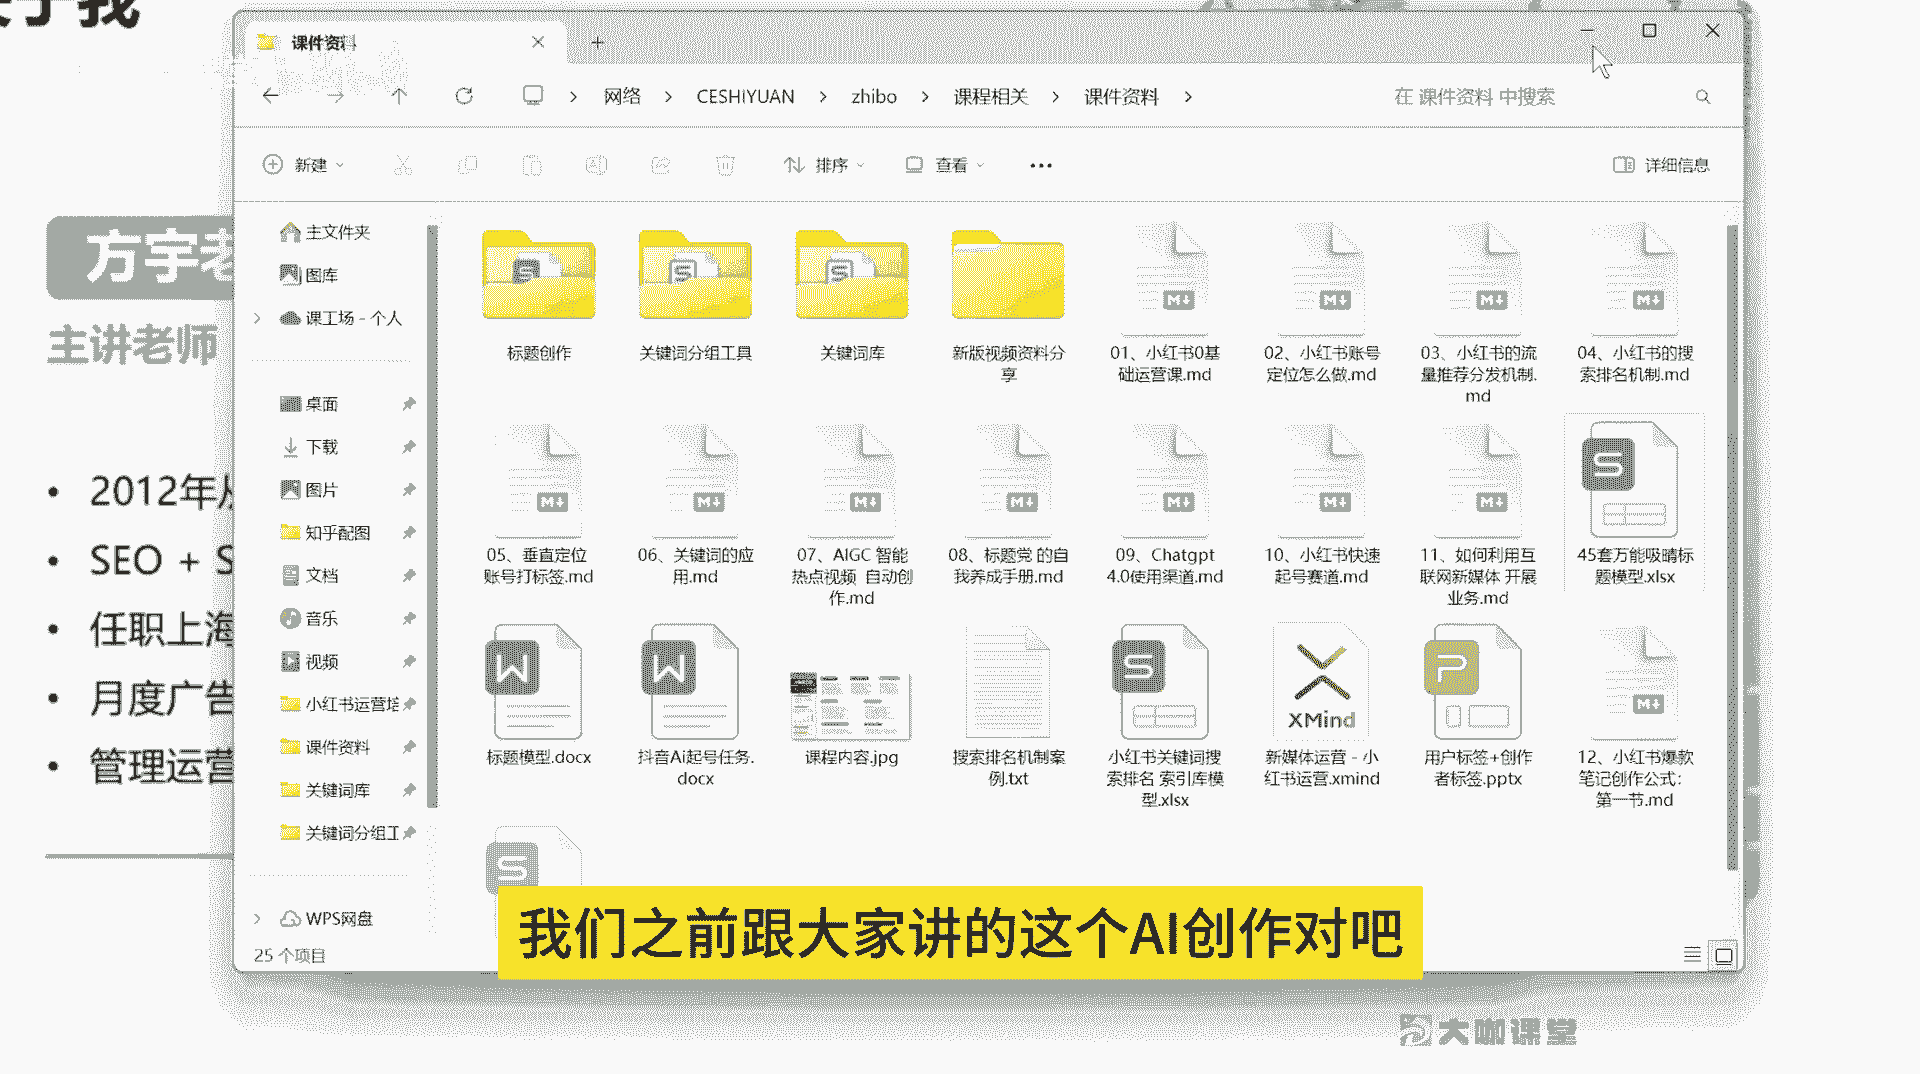 课件资料
网络 > CESHIYUAN > zhibo > 课程相关 > 课件资料 >
在 课件资料 中搜索
新建
排序
查看
详细信息
方宇老
主讲老师
2012年从
SEO + S
任职上海
月度广告
管理运营
主文件夹
图库
课工场 - 个人
桌面
下载
图片
知乎配图
文档
音乐
视频
小红书运营培
课件资料
关键词库
关键词分组工
WPS网盘
25 个项目
标题创作
关键词分组工具
关键词库
新版视频资料分
享
01、小红书0基
础运营课.md
02、小红书账号
定位怎么做.md
03、小红书的流
量推荐分发机制.
md
04、小红书的搜
索排名机制.md
05、垂直定位
账号打标签.md
06、关键词的应
用.md
07、AIGC 智能
热点视频 自动创
作.md
08、标题党 的自
我养成手册.md
09、Chatgpt
4.0使用渠道.md
10、小红书快速
起号赛道.md
11、如何利用互
联网新媒体 开展
业务.md
45套万能吸睛标
题模型.xlsx
标题模型.docx
抖音Ai起号任务.
docx
课程内容.jpg
搜索排名机制案
例.txt
小红书关键词搜
索排名 索引库模
型.xlsx
XMind
新媒体运营 - 小
红书运营.xmind
用户标签+创作
者标签.pptx
12、小红书爆款
笔记创作公式：
第一节.md
我们之前跟大家讲的这个AI创作对吧
大咖课堂